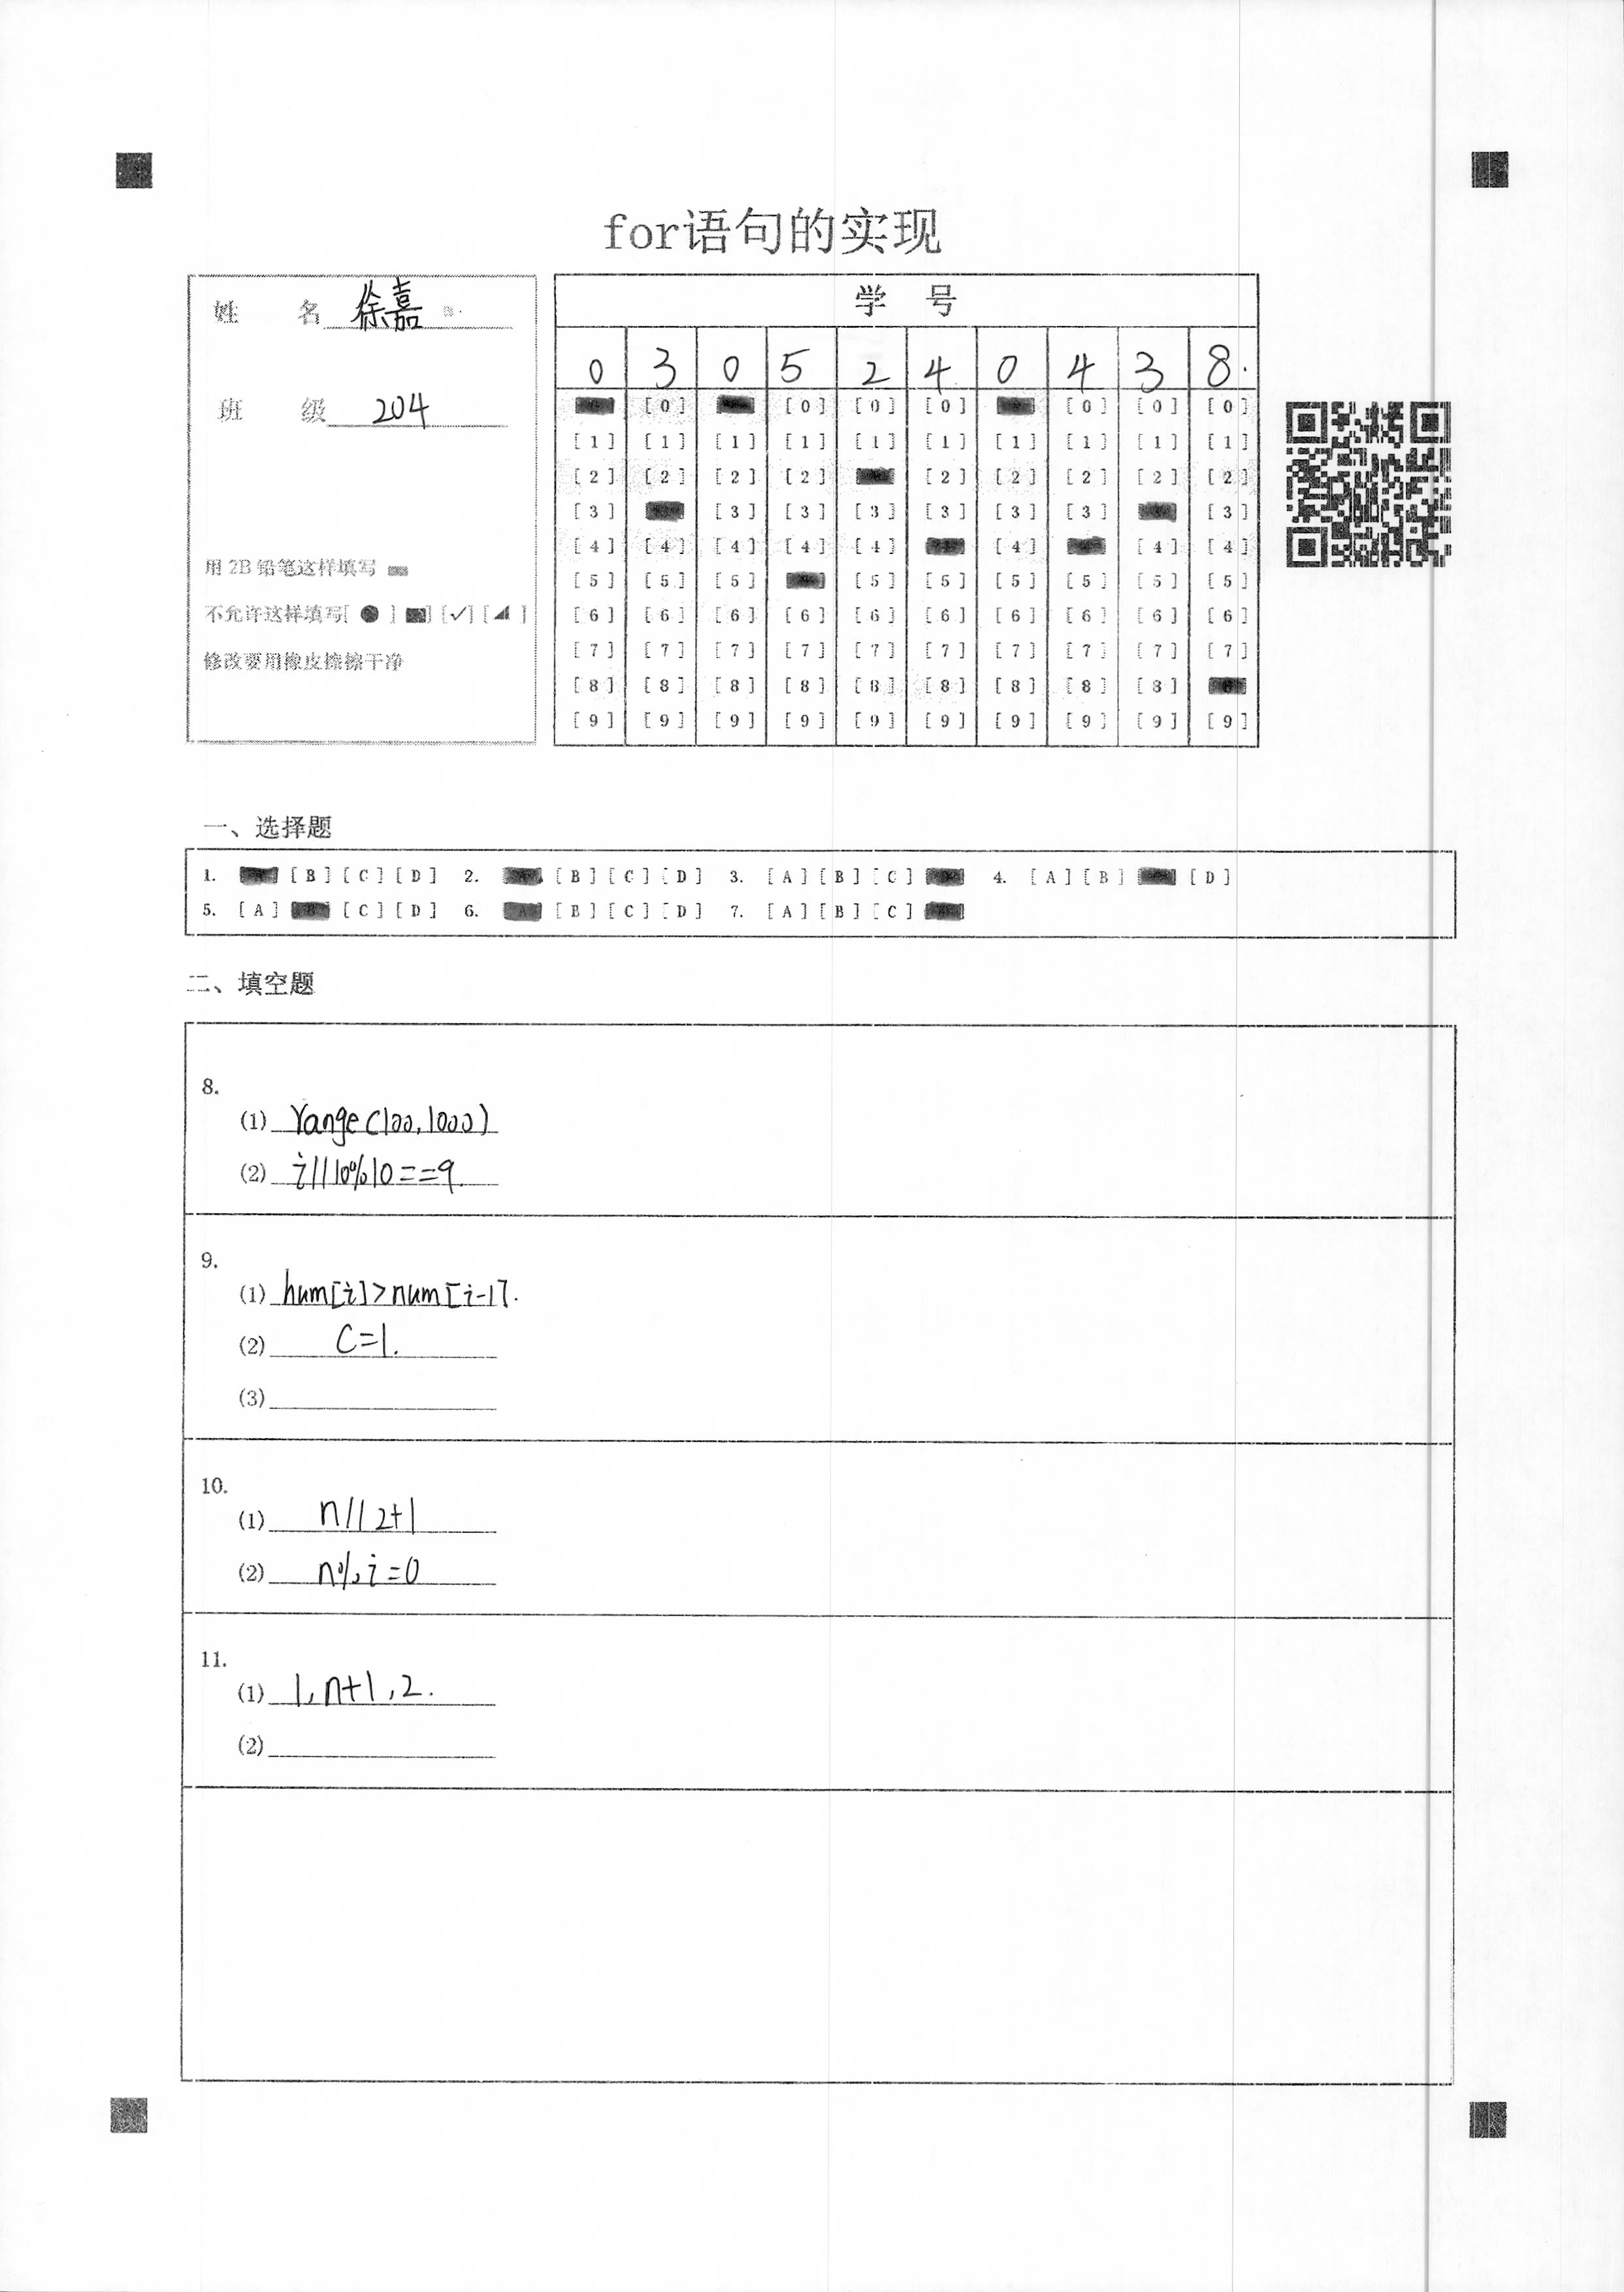 for语句的实现
姓 名 徐嘉
班 级 204
用 2B 铅笔这样填写
不允许这样填写[ ● ] [■] [✓] [◢ ]
修改要用橡皮擦擦干净
学 号
0 3 0 5 2 4 0 4 3 8.
[0] [0] [0] [0] [0] [0] [0]
[1] [1] [1] [1] [1] [1] [1] [1] [1] [1]
[2] [2] [2] [2] [2] [2] [2] [2] [2]
[3] [3] [3] [3] [3] [3] [3] [3]
[4] [4] [4] [4] [4] [4] [4] [4]
[5] [5] [5] [5] [5] [5] [5] [5] [5]
[6] [6] [6] [6] [6] [6] [6] [6] [6] [6]
[7] [7] [7] [7] [7] [7] [7] [7] [7] [7]
[8] [8] [8] [8] [8] [8] [8] [8] [8]
[9] [9] [9] [9] [9] [9] [9] [9] [9] [9]
一、选择题
1. [B] [C] [D] 2. [B] [C] [D] 3. [A] [B] [C] 4. [A] [B] [D]
5. [A] [C] [D] 6. [A] [B] [C] [D] 7. [A] [B] [C]
二、填空题
8.
(1) range(100,1000)
(2) i//10%10==9.
9.
(1) num[i]>num[i-1].
(2) C=1.
(3)
10.
(1) n//2+1
(2) n%i=0
11.
(1) 1,n+1,2.
(2)